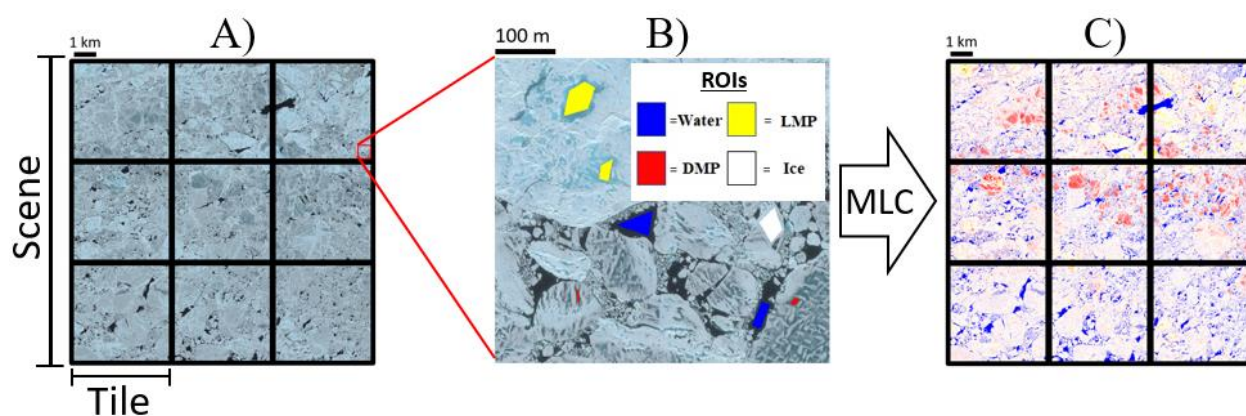 A)
1 km
Scene
Tile
B)
100 m
ROIs
=Water
= LMP
= DMP
= Ice
MLC
C)
1 km